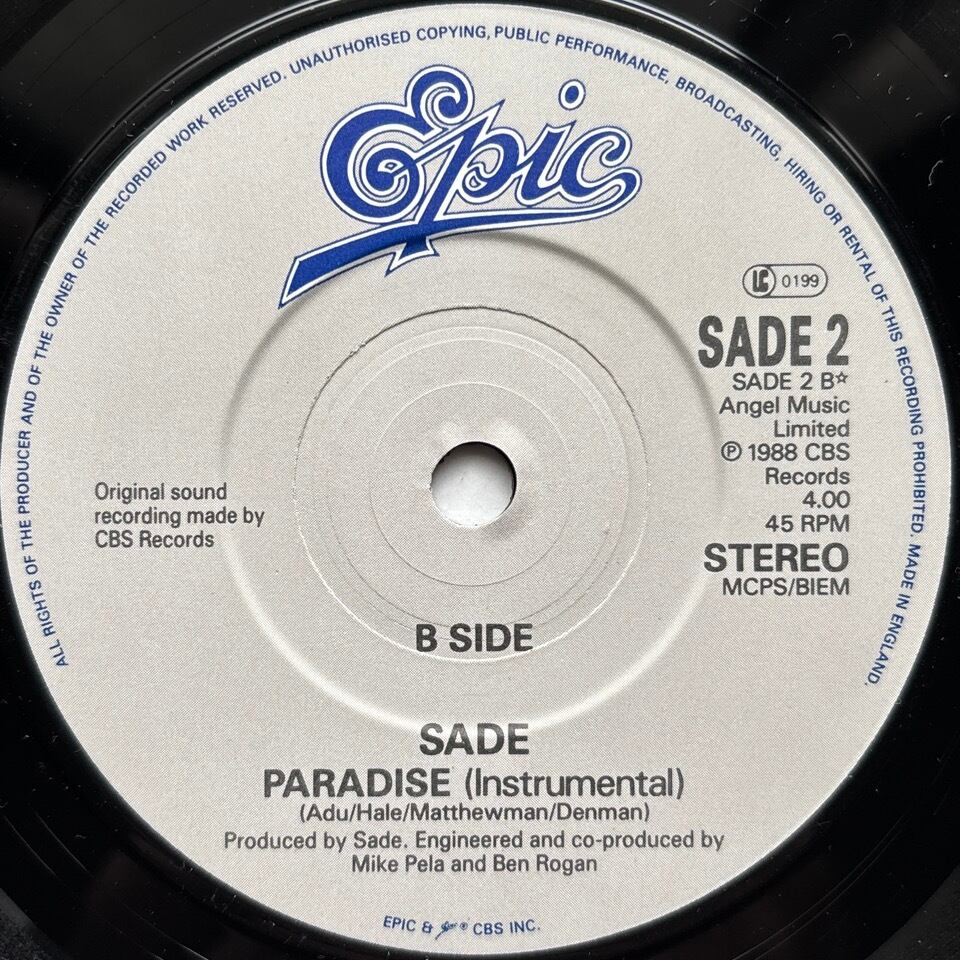 ALL RIGHTS OF THE PRODUCER AND OF THE OWNER OF THE RECORDED WORK RESERVED. UNAUTHORISED COPYING, PUBLIC PERFORMANCE, BROADCASTING, HIRING OR RENTAL OF THIS RECORDING PROHIBITED. MADE IN ENGLAND.
Epic
LC 0199
SADE 2
SADE 2 B☆
Angel Music
Limited
℗ 1988 CBS
Records
4.00
45 RPM
STEREO
MCPS/BIEM
Original sound
recording made by
CBS Records
B SIDE
SADE
PARADISE (Instrumental)
(Adu/Hale/Matthewman/Denman)
Produced by Sade. Engineered and co-produced by
Mike Pela and Ben Rogan
EPIC & Epic ® CBS INC.